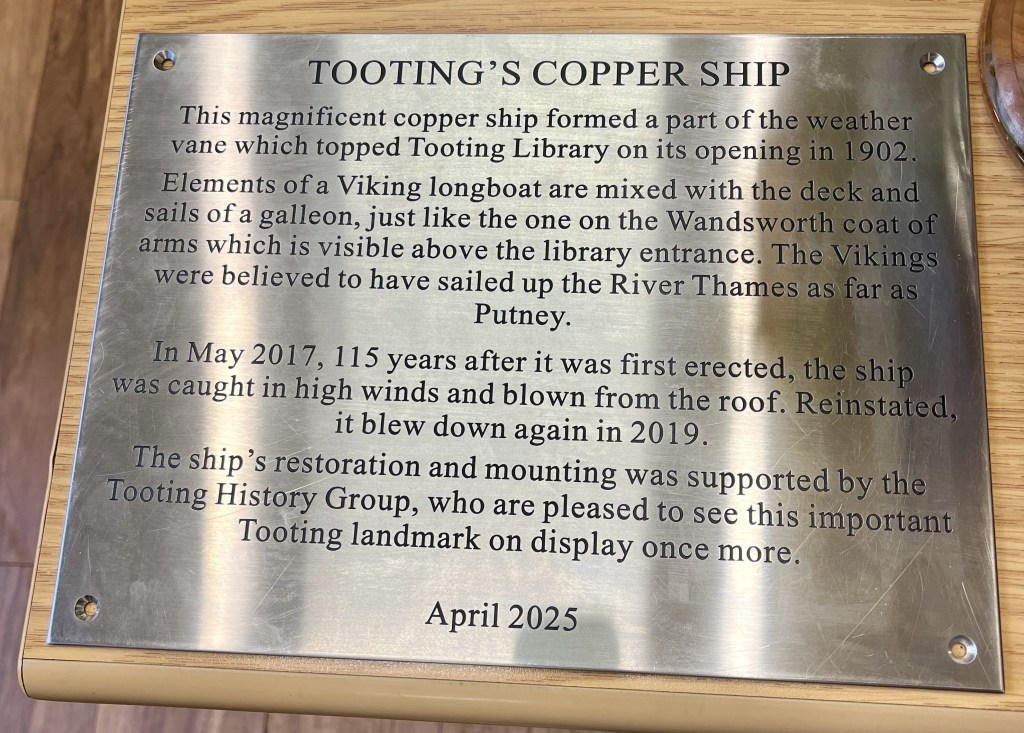 TOOTING’S COPPER SHIP
This magnificent copper ship formed a part of the weather
vane which topped Tooting Library on its opening in 1902.
Elements of a Viking longboat are mixed with the deck and
sails of a galleon, just like the one on the Wandsworth coat of
arms which is visible above the library entrance. The Vikings
were believed to have sailed up the River Thames as far as
Putney.
In May 2017, 115 years after it was first erected, the ship
was caught in high winds and blown from the roof. Reinstated,
it blew down again in 2019.
The ship’s restoration and mounting was supported by the
Tooting History Group, who are pleased to see this important
Tooting landmark on display once more.
April 2025